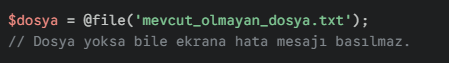 $dosya = @file('mevcut_olmayan_dosya.txt');
// Dosya yoksa bile ekrana hata mesajı basılmaz.